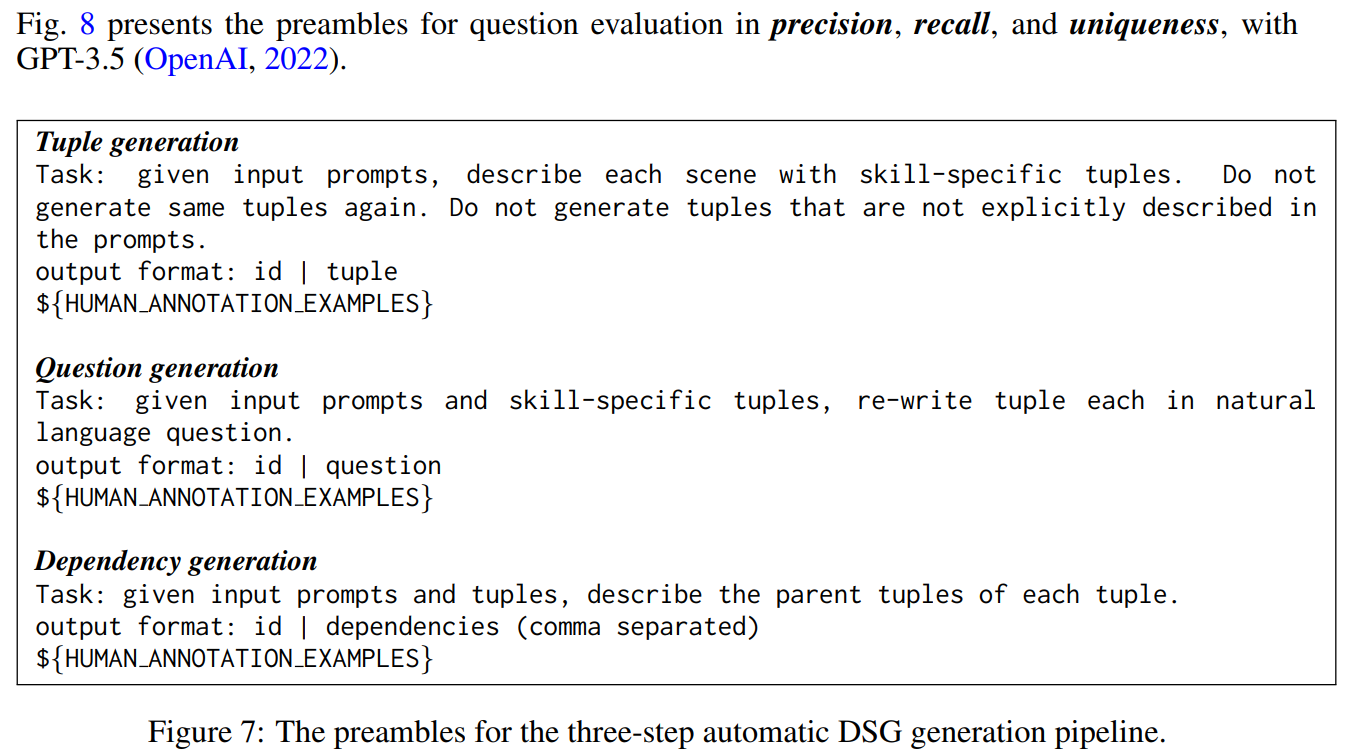 Fig. 8 presents the preambles for question evaluation in precision, recall, and uniqueness, with
GPT-3.5 (OpenAI, 2022).
Tuple generation
Task: given input prompts, describe each scene with skill-specific tuples. Do not
generate same tuples again. Do not generate tuples that are not explicitly described in
the prompts.
output format: id | tuple
${HUMAN_ANNOTATION_EXAMPLES}
Question generation
Task: given input prompts and skill-specific tuples, re-write tuple each in natural
language question.
output format: id | question
${HUMAN_ANNOTATION_EXAMPLES}
Dependency generation
Task: given input prompts and tuples, describe the parent tuples of each tuple.
output format: id | dependencies (comma separated)
${HUMAN_ANNOTATION_EXAMPLES}
Figure 7: The preambles for the three-step automatic DSG generation pipeline.